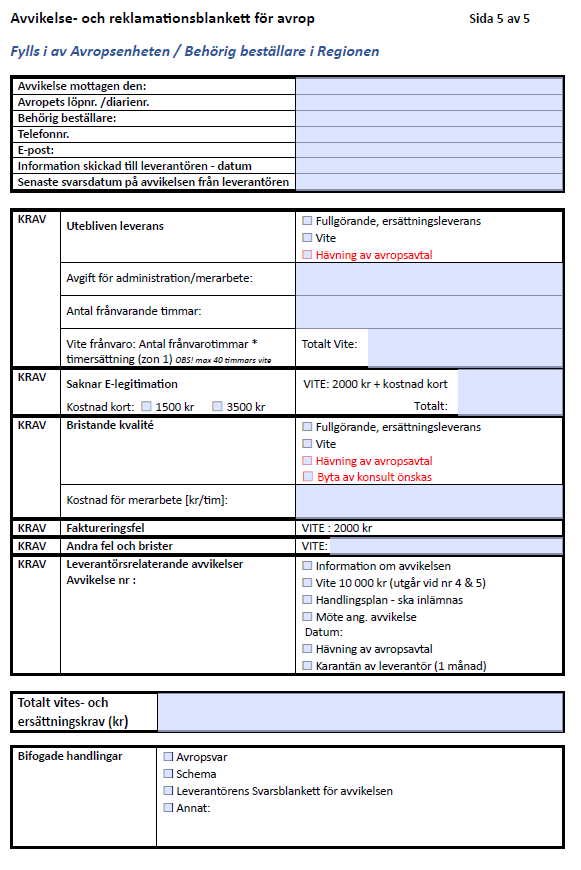 Avvikelse- och reklamationsblankett för avrop Sida 5 av 5
Fylls i av Avropsenheten / Behörig beställare i Regionen
Avvikelse mottagen den:
Avropets löpnr. /diarienr.
Behörig beställare:
Telefonnr.
E-post:
Information skickad till leverantören - datum
Senaste svarsdatum på avvikelsen från leverantören
KRAV
Utebliven leverans
Fullgörande, ersättningsleverans
Vite
Hävning av avropsavtal
Avgift för administration/merarbete:
Antal frånvarande timmar:
Vite frånvaro: Antal frånvarotimmar *
timersättning (zon 1) OBS! max 40 timmars vite
Totalt Vite:
KRAV
Saknar E-legitimation
Kostnad kort: 1500 kr 3500 kr
VITE: 2000 kr + kostnad kort
Totalt:
KRAV
Bristande kvalité
Fullgörande, ersättningsleverans
Vite
Hävning av avropsavtal
Byta av konsult önskas
Kostnad för merarbete [kr/tim]:
KRAV Faktureringsfel VITE : 2000 kr
KRAV Andra fel och brister VITE:
KRAV
Leverantörsrelaterande avvikelser
Avvikelse nr :
Information om avvikelsen
Vite 10 000 kr (utgår vid nr 4 & 5)
Handlingsplan - ska inlämnas
Möte ang. avvikelse
Datum:
Hävning av avropsavtal
Karantän av leverantör (1 månad)
Totalt vites- och
ersättningskrav (kr)
Bifogade handlingar
Avropsvar
Schema
Leverantörens Svarsblankett för avvikelsen
Annat: